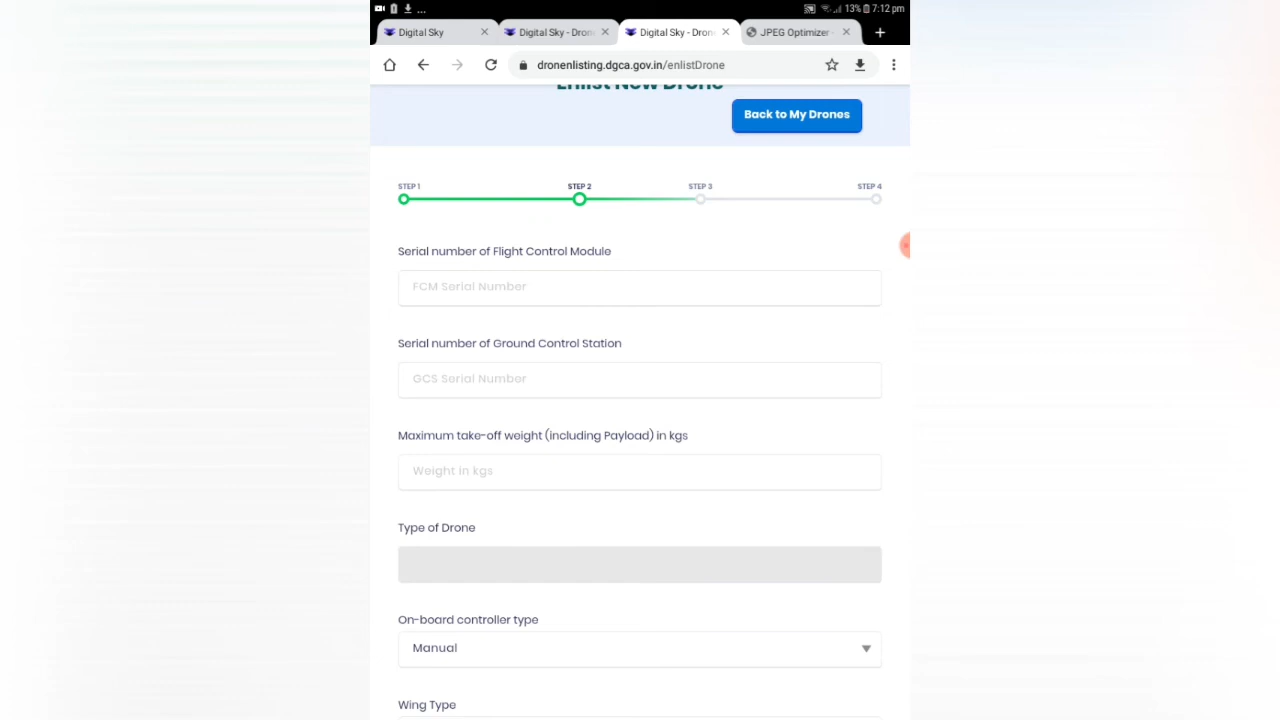 ...
13% 7:12 pm
Digital Sky
Digital Sky - Dron
Digital Sky - Dron
JPEG Optimizer -
dronenlisting.dgca.gov.in/enlistDrone
Enlist New Drone
Back to My Drones
STEP 1
STEP 2
STEP 3
STEP 4
Serial number of Flight Control Module
FCM Serial Number
Serial number of Ground Control Station
GCS Serial Number
Maximum take-off weight (including Payload) in kgs
Weight in kgs
Type of Drone
On-board controller type
Manual
Wing Type